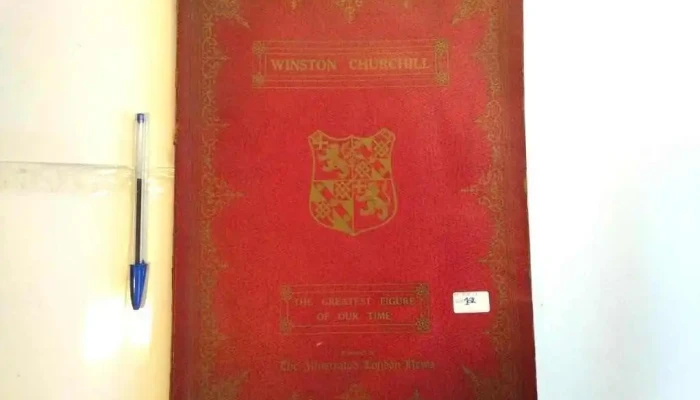 WINSTON CHURCHILL
THE GREATEST FIGURE
OF OUR TIME
The Illustrated London News